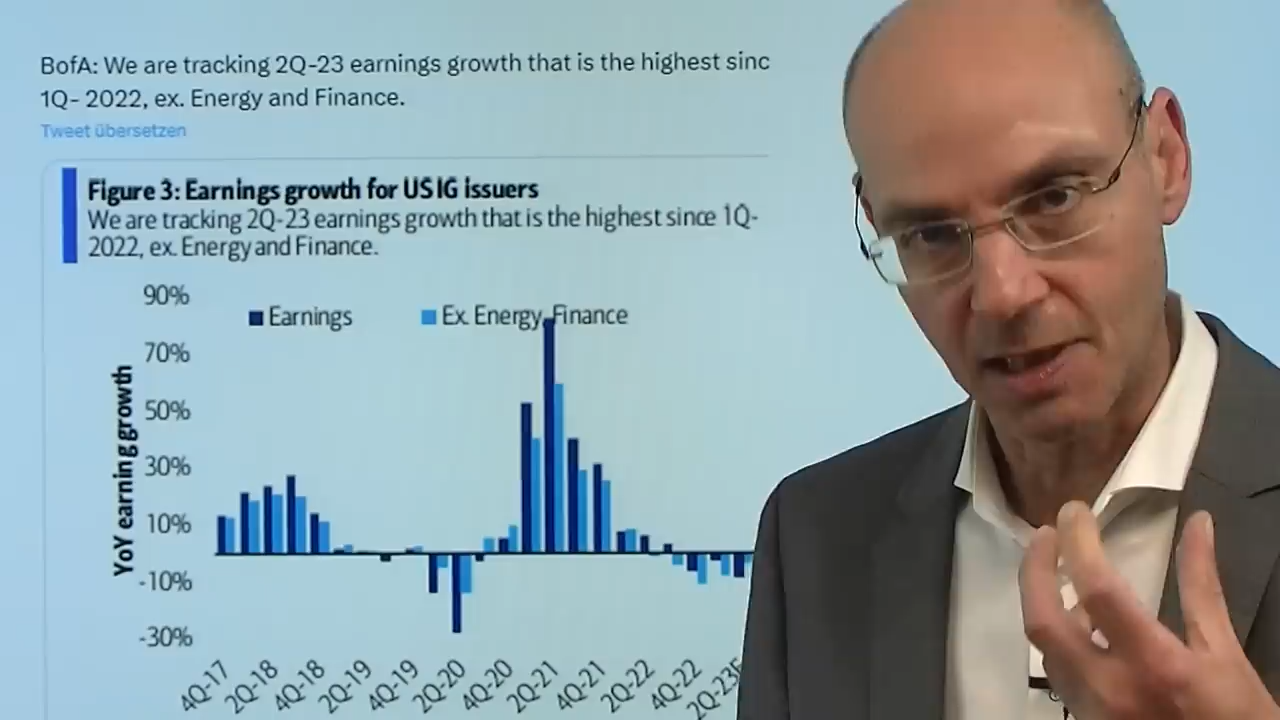 BofA: We are tracking 2Q-23 earnings growth that is the highest sinc
1Q- 2022, ex. Energy and Finance.
Tweet übersetzen
Figure 3: Earnings growth for US IG issuers
We are tracking 2Q-23 earnings growth that is the highest since 1Q-
2022, ex. Energy and Finance.
90%
Earnings
Ex. Energy, Finance
70%
50%
30%
10%
-10%
-30%
YoY earning growth
4Q-17
2Q-18
4Q-18
2Q-19
4Q-19
2Q-20
4Q-20
2Q-21
4Q-21
2Q-22
4Q-22
2Q-23E